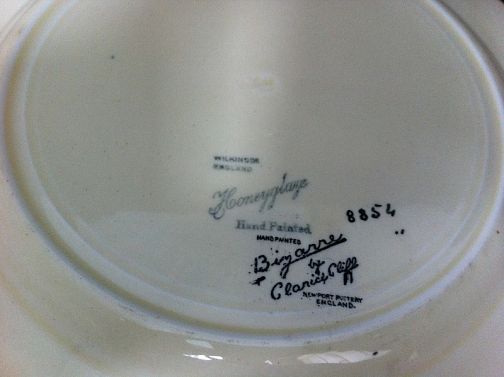 WILKINSON
ENGLAND
Honeyglaze
Hand Painted
8854
HAND PAINTED
Bizarre
by
Clarice Cliff
NEWPORT POTTERY
ENGLAND.